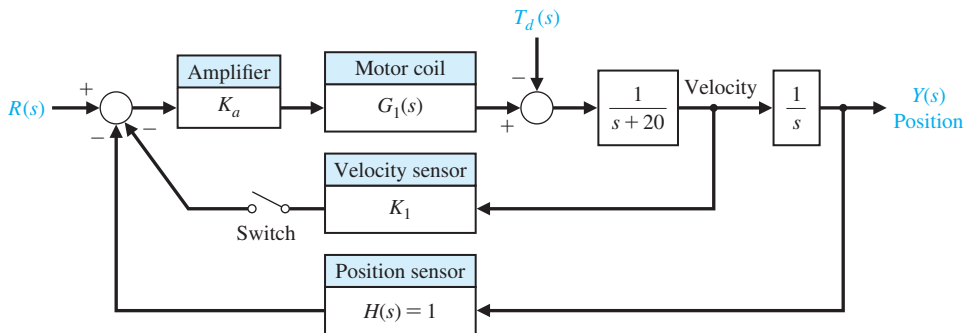 T_d(s)
Amplifier
Motor coil
+
−
R(s)
K_a
G_1(s)
1
s + 20
Velocity
1
s
Y(s)
Position
−
−
+
Velocity sensor
K_1
Switch
Position sensor
H(s) = 1